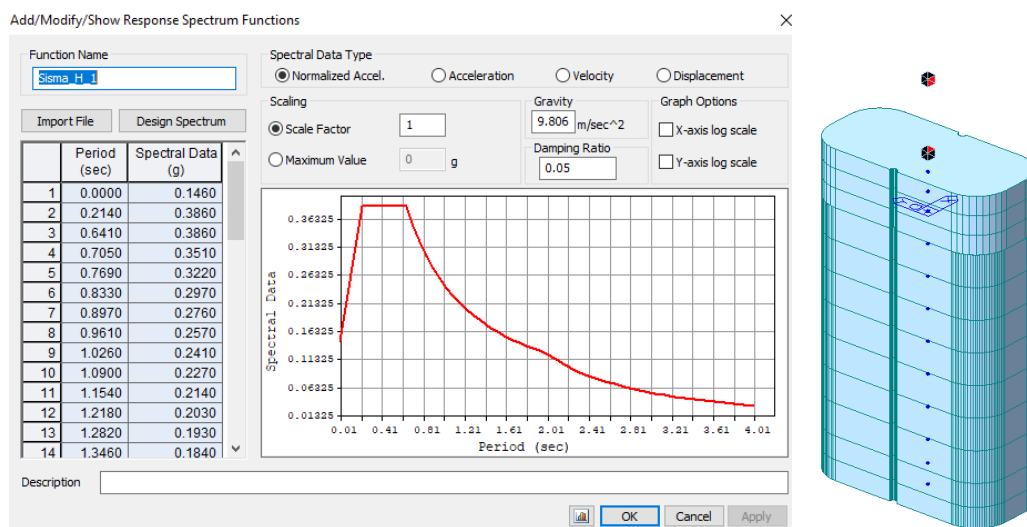 Add/Modify/Show Response Spectrum Functions
Function Name
Sisma_H_1
Import File Design Spectrum
Period (sec) Spectral Data (g)
1 0.0000 0.1460
2 0.2140 0.3860
3 0.6410 0.3860
4 0.7050 0.3510
5 0.7690 0.3220
6 0.8330 0.2970
7 0.8970 0.2760
8 0.9610 0.2570
9 1.0260 0.2410
10 1.0900 0.2270
11 1.1540 0.2140
12 1.2180 0.2030
13 1.2820 0.1930
14 1.3460 0.1840
Spectral Data Type
Normalized Accel. Acceleration Velocity Displacement
Scaling
Scale Factor 1
Maximum Value 0 g
Gravity
9.806 m/sec^2
Damping Ratio
0.05
Graph Options
X-axis log scale
Y-axis log scale
Spectral Data
0.36325
0.31325
0.26325
0.21325
0.16325
0.11325
0.06325
0.01325
0.01 0.41 0.81 1.21 1.61 2.01 2.41 2.81 3.21 3.61 4.01
Period (sec)
Description
OK Cancel Apply